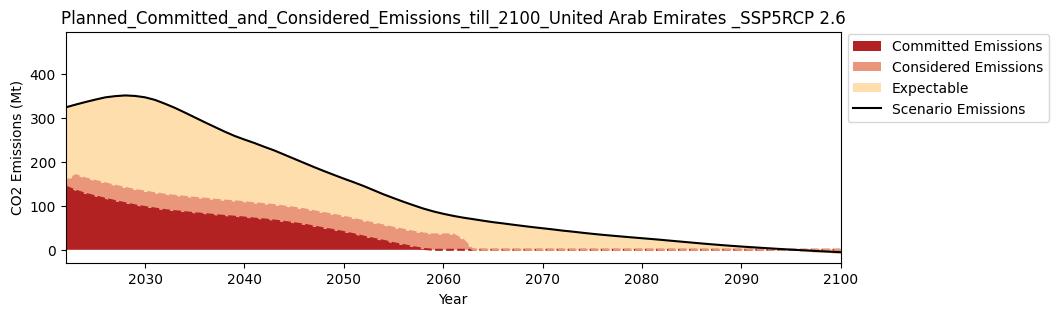 Planned_Committed_and_Considered_Emissions_till_2100_United Arab Emirates _SSP5RCP 2.6
Committed Emissions
Considered Emissions
Expectable
Scenario Emissions
CO2 Emissions (Mt)
400
300
200
100
0
2030 2040 2050 2060 2070 2080 2090 2100
Year